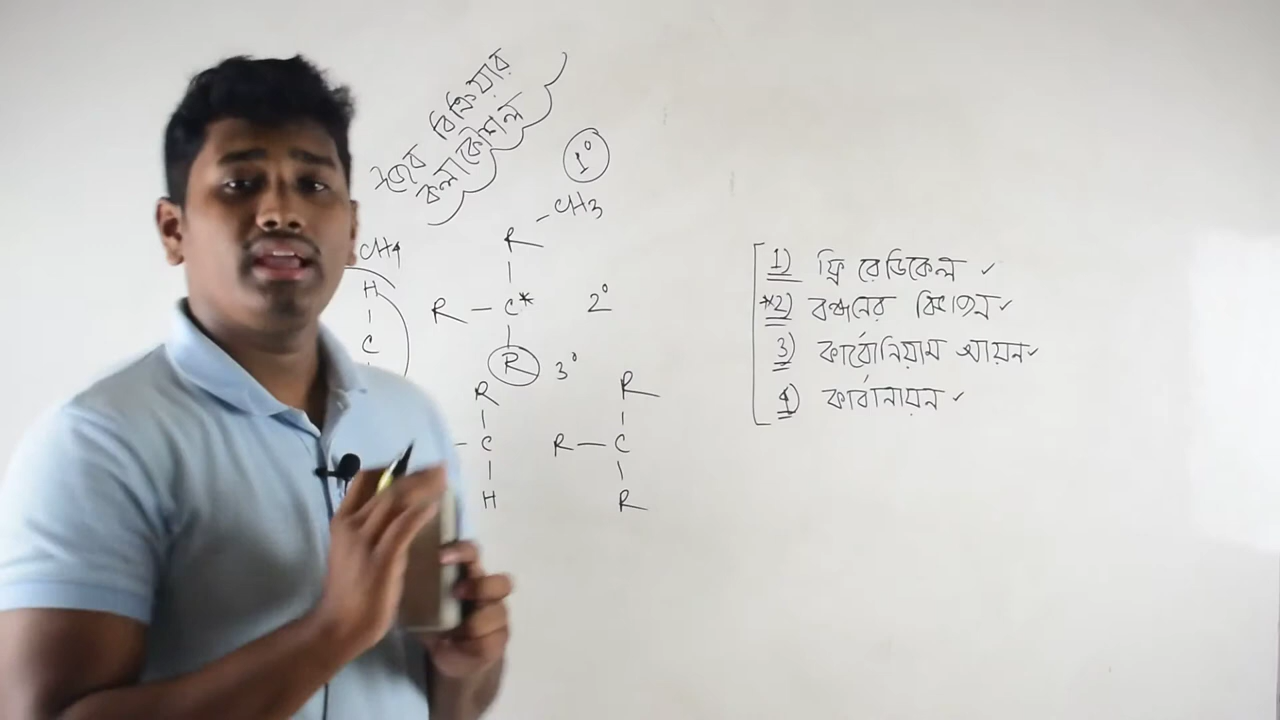 জৈব বিক্রিয়ার
কলাকৌশল
1°
CH3
R
CH4
H
R – C* 2°
C
R 3°
R R
– C R – C
H R
1) ফ্রি রেডিকেল ✓
*2) বন্ধনের বিভাজন ✓
3) কার্বোনিয়াম আয়ন ✓
4) কার্বানায়ন ✓